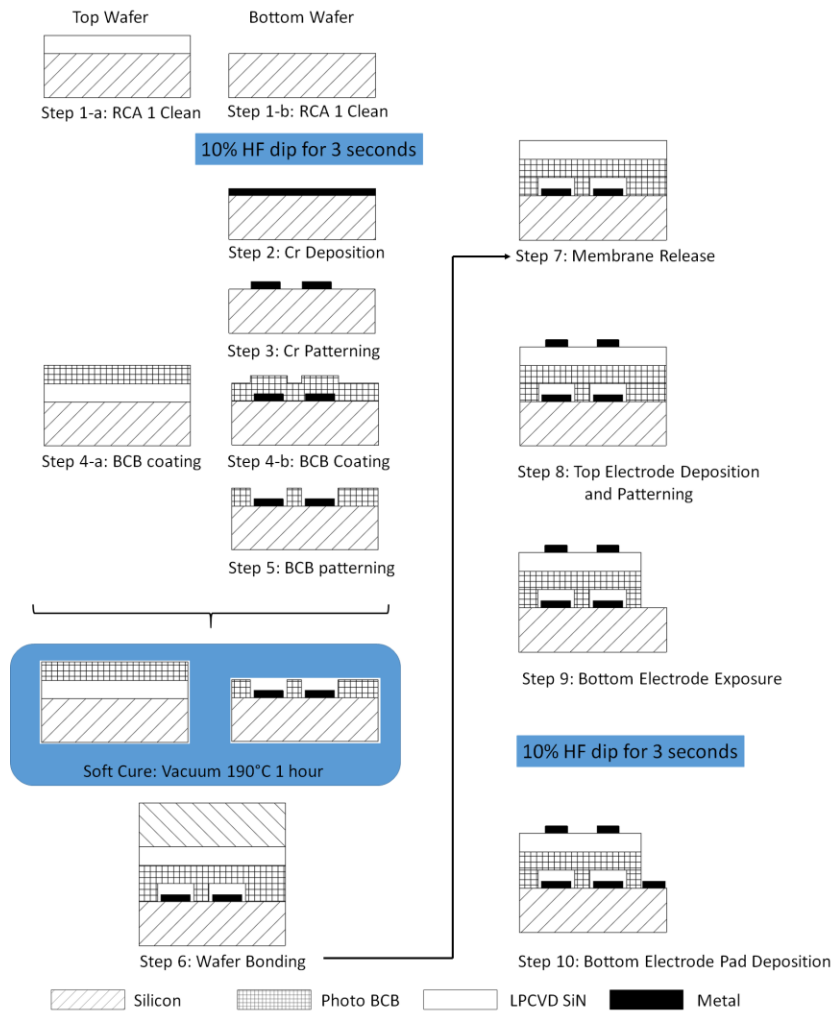 Top Wafer
Bottom Wafer
Step 1-a: RCA 1 Clean
Step 1-b: RCA 1 Clean
10% HF dip for 3 seconds
Step 2: Cr Deposition
Step 3: Cr Patterning
Step 4-a: BCB coating
Step 4-b: BCB Coating
Step 5: BCB patterning
Soft Cure: Vacuum 190°C 1 hour
Step 6: Wafer Bonding
Step 7: Membrane Release
Step 8: Top Electrode Deposition
and Patterning
Step 9: Bottom Electrode Exposure
10% HF dip for 3 seconds
Step 10: Bottom Electrode Pad Deposition
Silicon
Photo BCB
LPCVD SiN
Metal